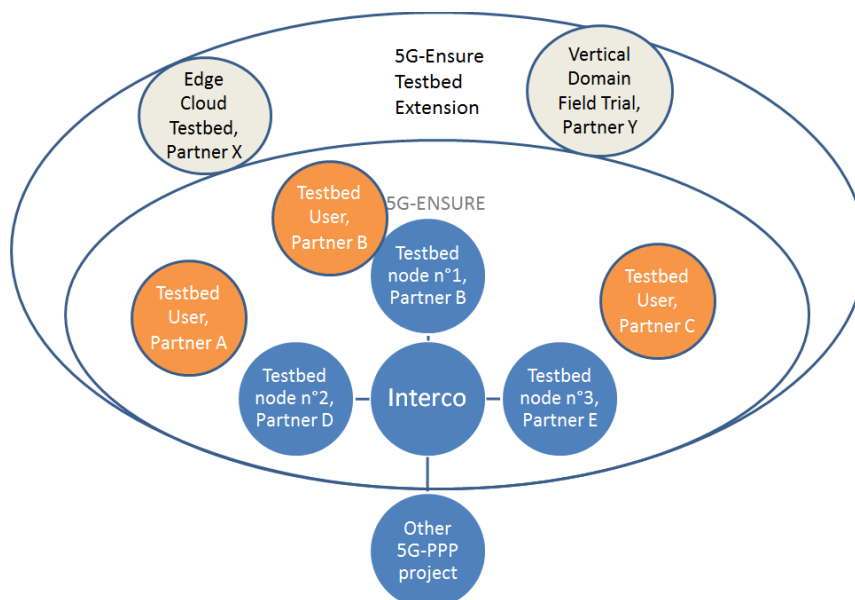 5G-Ensure
Testbed
Extension
Edge
Cloud
Testbed,
Partner X
Vertical
Domain
Field Trial,
Partner Y
Testbed
User,
Partner B
5G-ENSURE
Testbed
node n°1,
Partner B
Testbed
User,
Partner A
Testbed
User,
Partner C
Testbed
node n°2,
Partner D
Interco
Testbed
node n°3,
Partner E
Other
5G-PPP
project